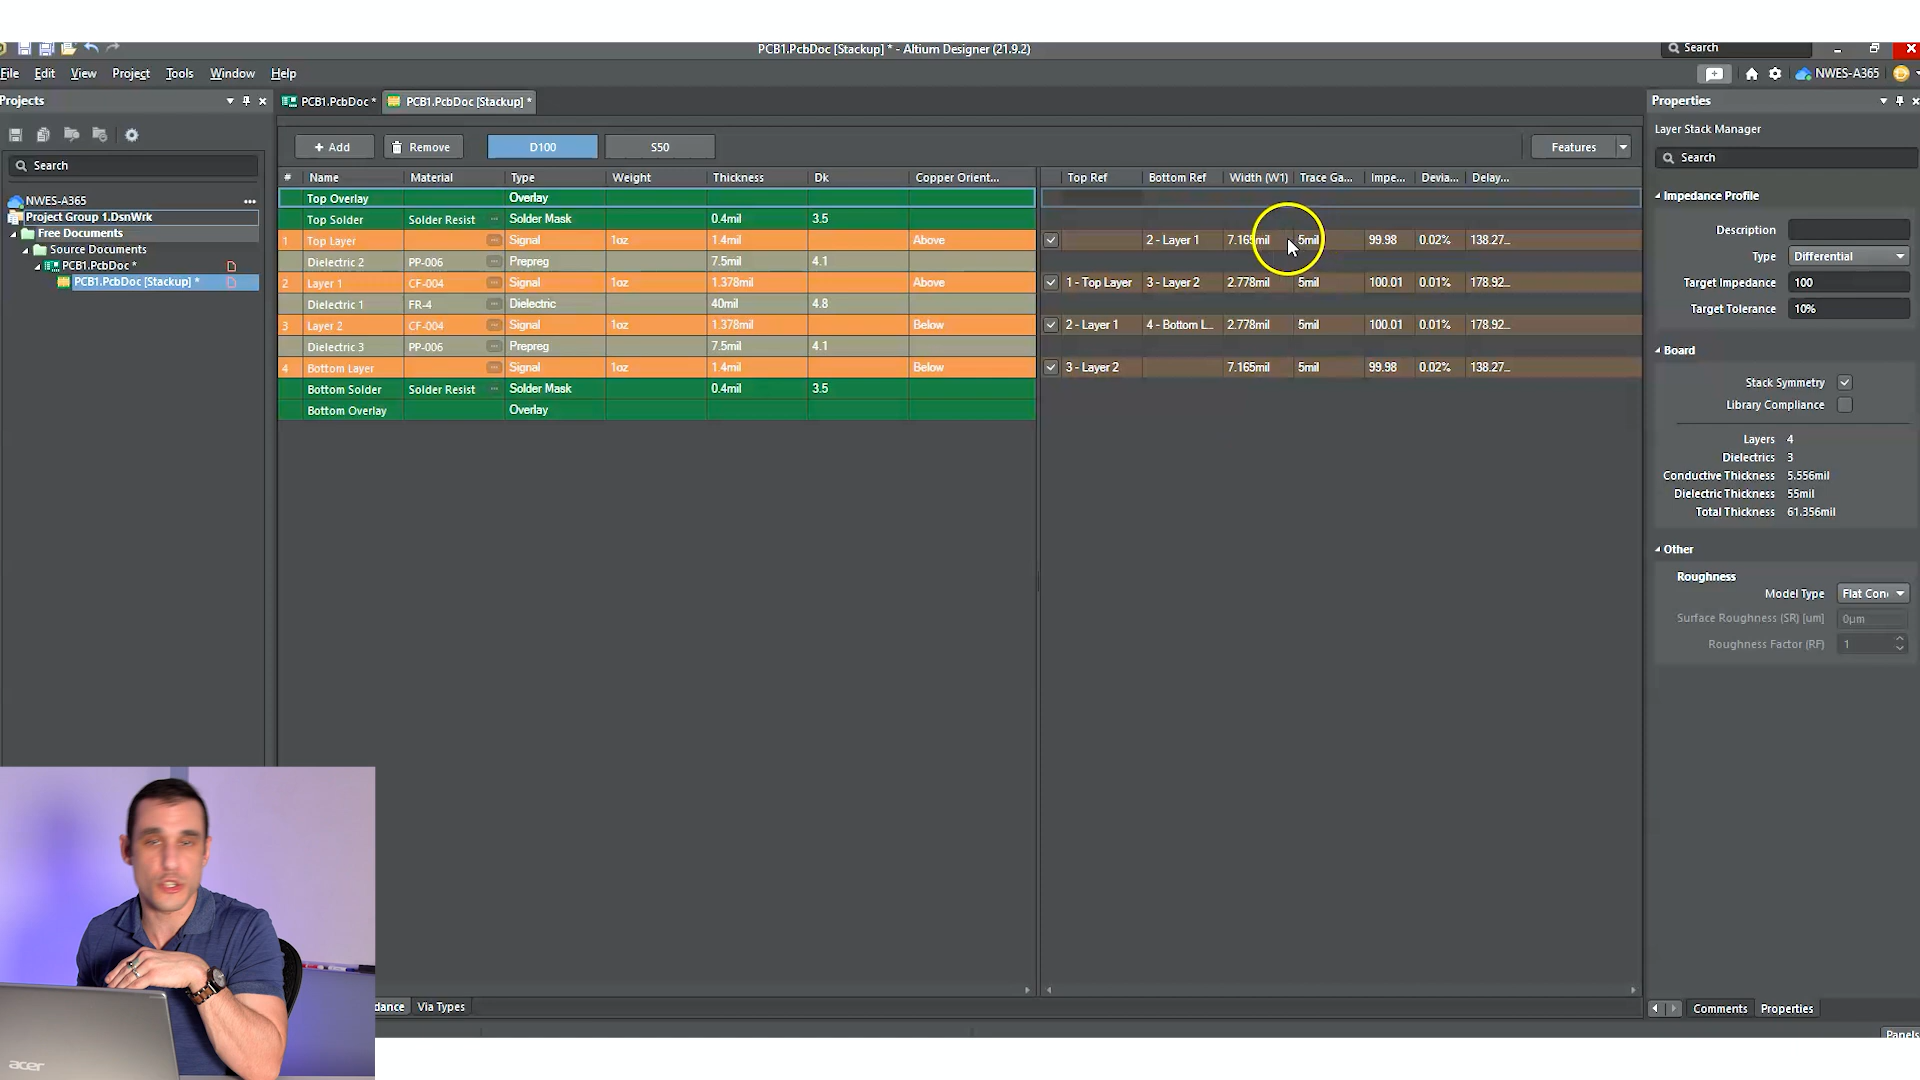 PCB1.PcbDoc [Stackup] * - Altium Designer (21.9.2)
Search
File Edit View Project Tools Window Help
NWES-A365
Projects
PCB1.PcbDoc *
PCB1.PcbDoc [Stackup] *
Properties
Layer Stack Manager
+ Add
Remove
D100
S50
Features
Search
Search
# Name Material Type Weight Thickness Dk Copper Orient...
Top Ref Bottom Ref Width (W1) Trace Ga... Impe... Devia... Delay...
NWES-A365
Project Group 1.DsnWrk
Free Documents
Source Documents
PCB1.PcbDoc *
PCB1.PcbDoc [Stackup] *
Top Overlay Overlay
Top Solder Solder Resist Solder Mask 0.4mil 3.5
1 Top Layer Signal 1oz 1.4mil Above
2 - Layer 1 7.165mil 5mil 99.98 0.02% 138.27...
Dielectric 2 PP-006 Prepreg 7.5mil 4.1
2 Layer 1 CF-004 Signal 1oz 1.378mil Above
1 - Top Layer 3 - Layer 2 2.778mil 5mil 100.01 0.01% 178.92...
Dielectric 1 FR-4 Dielectric 40mil 4.8
3 Layer 2 CF-004 Signal 1oz 1.378mil Below
2 - Layer 1 4 - Bottom L... 2.778mil 5mil 100.01 0.01% 178.92...
Dielectric 3 PP-006 Prepreg 7.5mil 4.1
4 Bottom Layer Signal 1oz 1.4mil Below
3 - Layer 2 7.165mil 5mil 99.98 0.02% 138.27...
Bottom Solder Solder Resist Solder Mask 0.4mil 3.5
Bottom Overlay Overlay
Impedance Profile
Description
Type Differential
Target Impedance 100
Target Tolerance 10%
Board
Stack Symmetry
Library Compliance
Layers 4
Dielectrics 3
Conductive Thickness 5.556mil
Dielectric Thickness 55mil
Total Thickness 61.356mil
Other
Roughness
Model Type Flat Con
Surface Roughness (SR) [um] 0µm
Roughness Factor (RF) 1
dance
Via Types
Comments Properties
Panels
acer